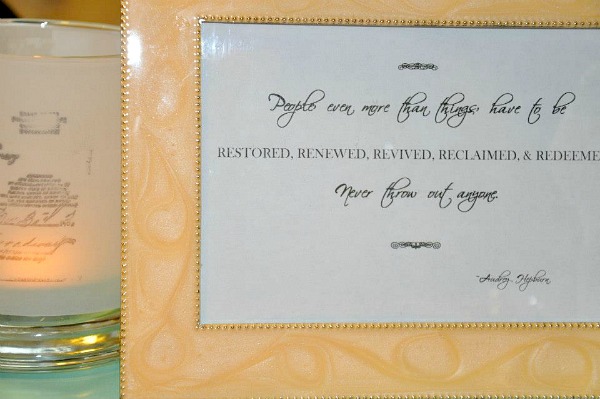 People even more than things, have to be
RESTORED, RENEWED, REVIVED, RECLAIMED, & REDEEME
Never throw out anyone.
~Audrey Hepburn